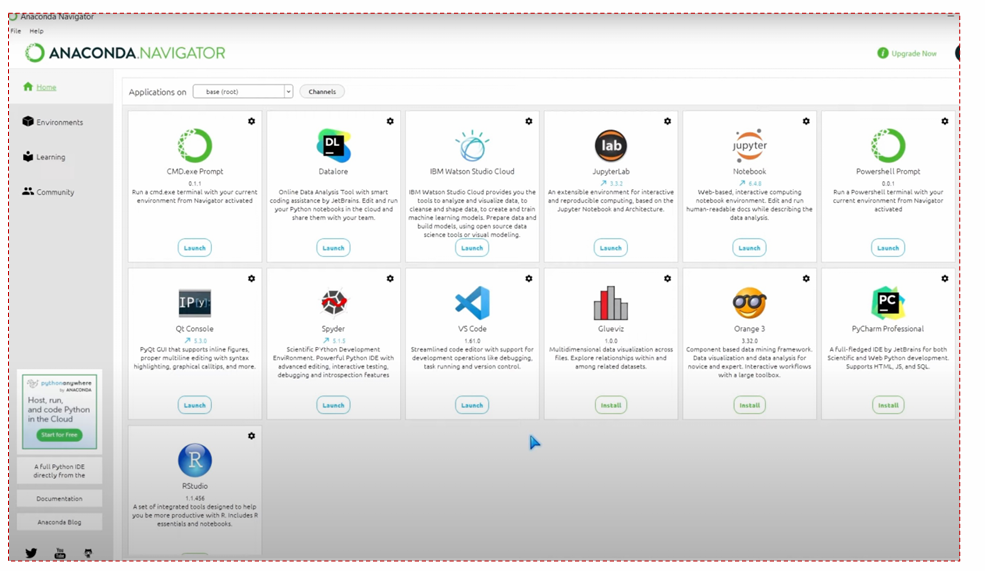 Anaconda Navigator
File Help
ANACONDA.NAVIGATOR
Upgrade Now
Home
Environments
Learning
Community
Applications on
base (root)
Channels
CMD.exe Prompt
0.1.1
Run a cmd.exe terminal with your current
environment from Navigator activated
Launch
DL
Datalore
Online Data Analysis Tool with smart
coding assistance by JetBrains. Edit and run
your Python notebooks in the cloud and
share them with your team.
Launch
IBM Watson Studio Cloud
IBM Watson Studio Cloud provides you the
tools to analyze and visualize data, to
cleanse and shape data, to create and train
machine learning models. Prepare data and
build models, using open source data
science tools or visual modeling.
Launch
lab
JupyterLab
3.3.2
An extensible environment for interactive
and reproducible computing, based on the
Jupyter Notebook and Architecture.
Launch
jupyter
Notebook
6.4.8
Web-based, interactive computing
notebook environment. Edit and run
human-readable docs while describing the
data analysis.
Launch
Powershell Prompt
0.0.1
Run a Powershell terminal with your
current environment from Navigator
activated
Launch
IP[y]:
Qt Console
5.3.0
PyQt GUI that supports inline figures,
proper multiline editing with syntax
highlighting, graphical calltips, and more.
Launch
Spyder
5.1.5
Scientific PYthon Development
EnviRonment. Powerful Python IDE with
advanced editing, interactive testing,
debugging and introspection features
Launch
VS Code
1.61.0
Streamlined code editor with support for
development operations like debugging,
task running and version control.
Launch
Glueviz
1.0.0
Multidimensional data visualization across
files. Explore relationships within and
among related datasets.
Install
Orange 3
3.32.0
Component based data mining framework.
Data visualization and data analysis for
novice and expert. Interactive workflows
with a large toolbox.
Install
PC
PyCharm Professional
A full-fledged IDE by JetBrains for both
Scientific and Web Python development.
Supports HTML, JS, and SQL.
Install
R
RStudio
1.1.456
A set of integrated tools designed to help
you be more productive with R. Includes R
essentials and notebooks.
pythonanywhere
by ANACONDA
Host, run,
and code Python
in the Cloud
Start for Free
A full Python IDE
directly from the
Documentation
Anaconda Blog
You
Tube